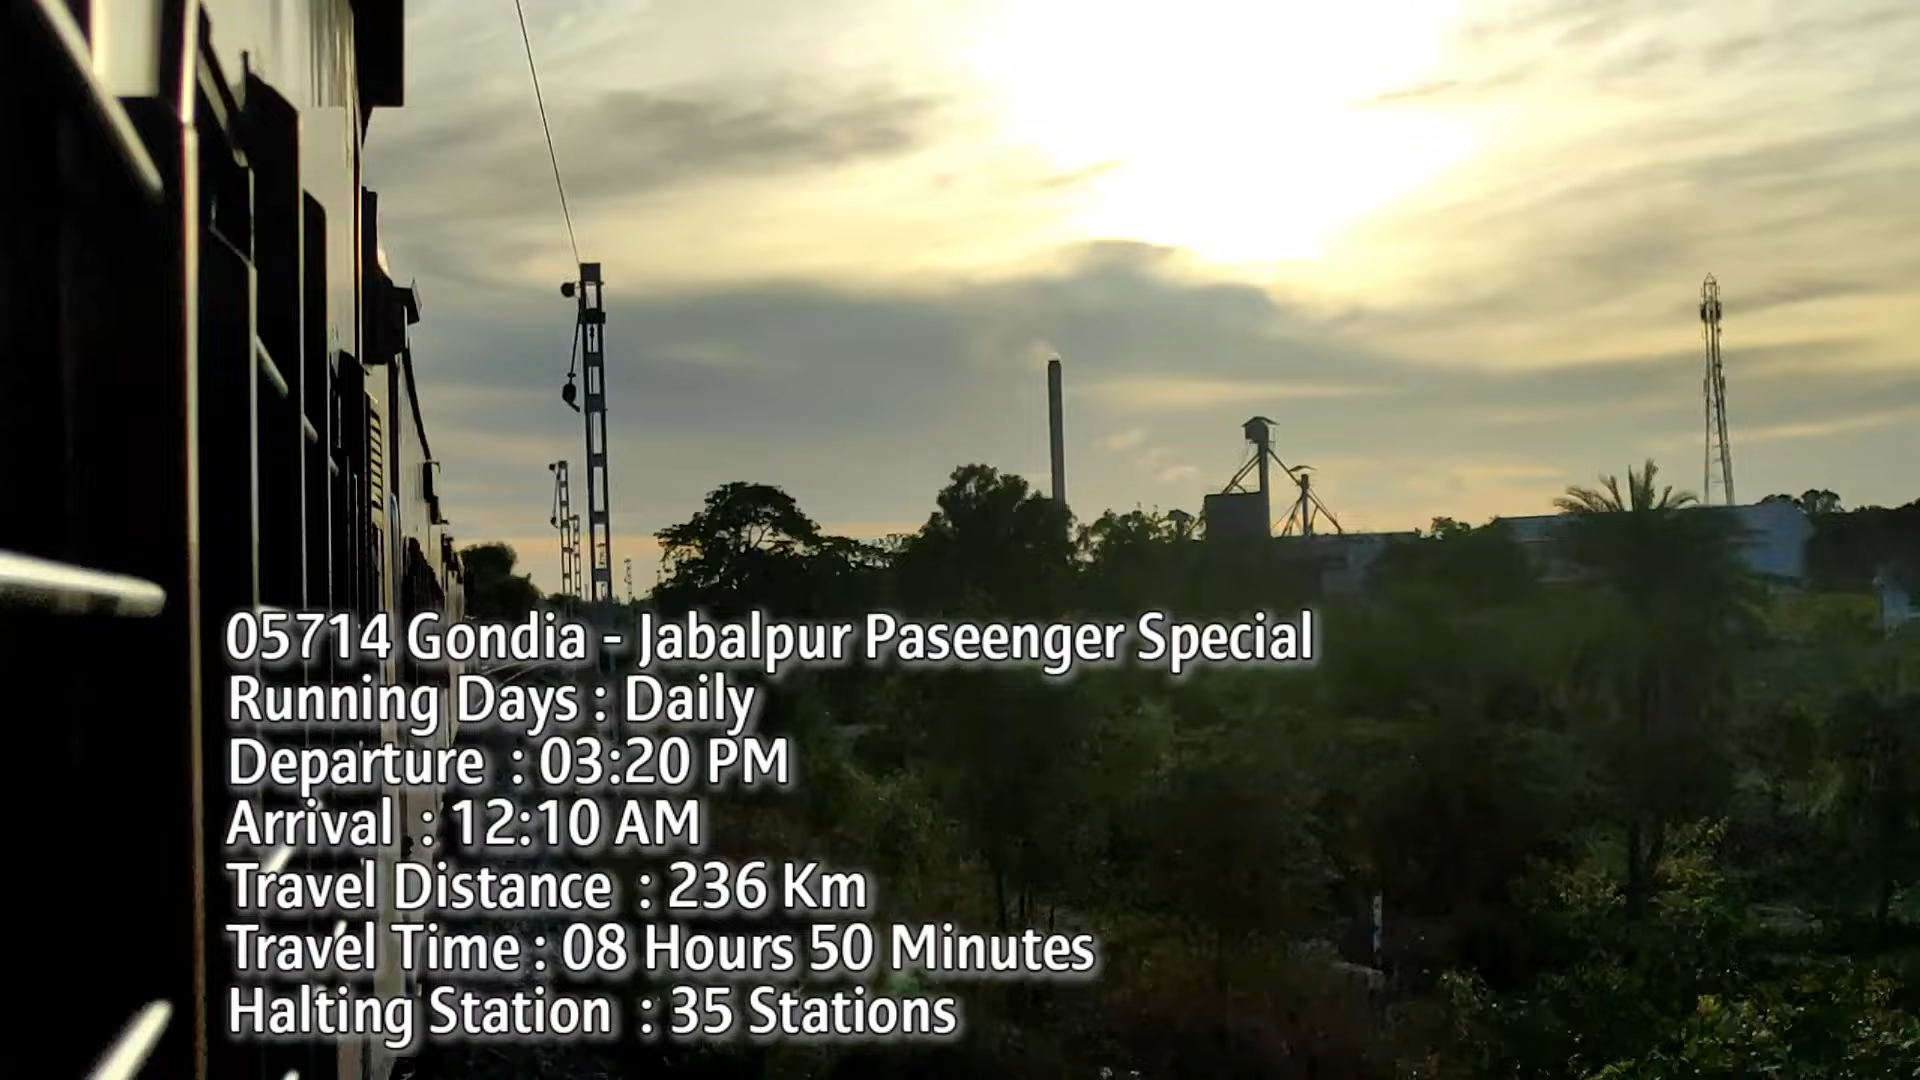 05714 Gondia - Jabalpur Paseenger Special
Running Days : Daily
Departure : 03:20 PM
Arrival : 12:10 AM
Travel Distance : 236 Km
Travel Time : 08 Hours 50 Minutes
Halting Station : 35 Stations